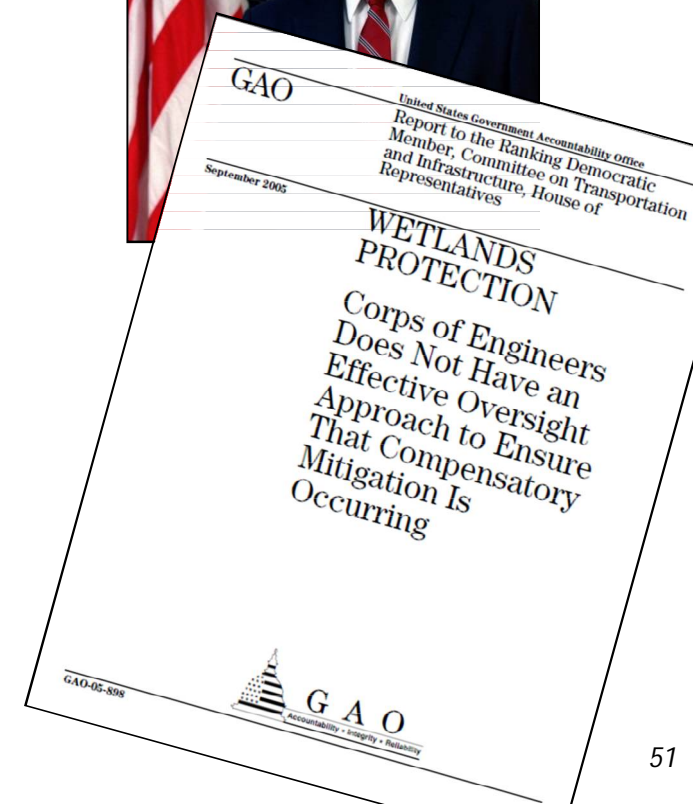 GAO
United States Government Accountability Office
Report to the Ranking Democratic
Member, Committee on Transportation
and Infrastructure, House of
Representatives
September 2005
WETLANDS
PROTECTION
Corps of Engineers
Does Not Have an
Effective Oversight
Approach to Ensure
That Compensatory
Mitigation Is
Occurring
GAO-05-898
G A O
Accountability • Integrity • Reliability
51